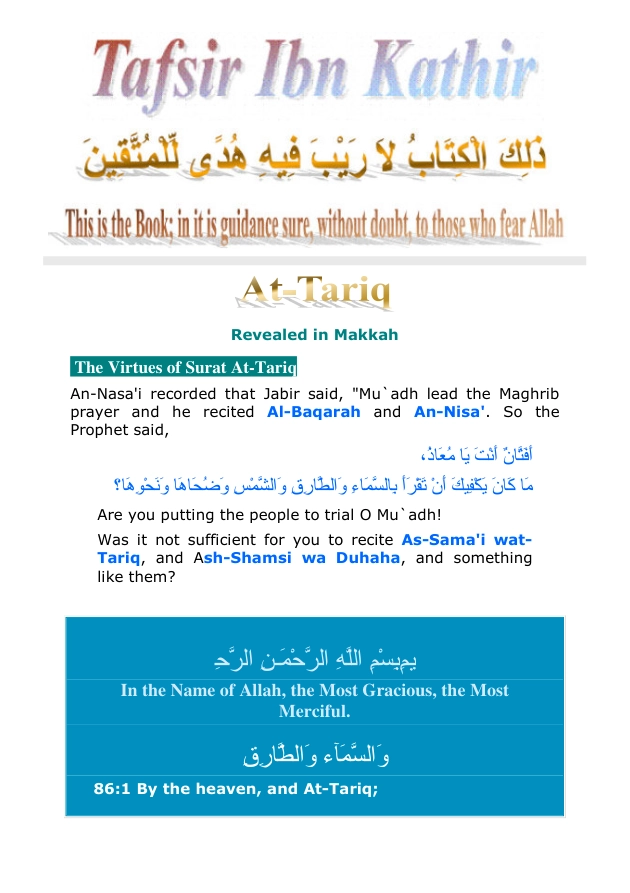 Tafsir Ibn Kathir
ذَلِكَ الْكِتَابُ لاَ رَيْبَ فِيهِ هُدًى لِّلْمُتَّقِينَ
This is the Book; in it is guidance sure, without doubt, to those who fear Allah
At-Tariq
Revealed in Makkah
The Virtues of Surat At-Tariq
An-Nasa'i recorded that Jabir said, "Mu`adh lead the Maghrib
prayer and he recited Al-Baqarah and An-Nisa'. So the
Prophet said,
أَفَتَّانٌ أَنْتَ يَا مُعَاذُ،
مَا كَانَ يَكْفِيكَ أَنْ تَقْرَأَ بِالسَّمَاءِ وَالطَّارِقِ وَالشَّمْسِ وَضُحَاهَا وَنَحْوِهَا؟
Are you putting the people to trial O Mu`adh!
Was it not sufficient for you to recite As-Sama'i wat-
Tariq, and Ash-Shamsi wa Duhaha, and something
like them?
يمِبِسْمِ اللَّهِ الرَّحْمَـنِ الرَّحِ
In the Name of Allah, the Most Gracious, the Most
Merciful.
وَالسَّمَآءِ وَالطَّارِقِ
86:1 By the heaven, and At-Tariq;